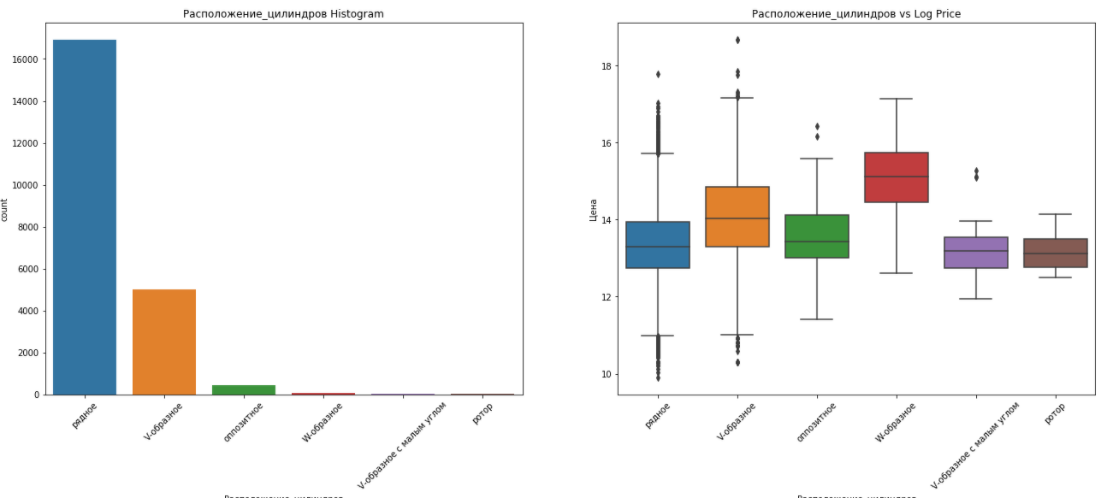 Расположение_цилиндров Histogram
16000
14000
12000
10000
8000
6000
4000
2000
0
count
рядное
V-образное
оппозитное
W-образное
V-образное с малым углом
ротор
Расположение_цилиндров
Расположение_цилиндров vs Log Price
18
16
14
12
10
Цена
рядное
V-образное
оппозитное
W-образное
V-образное с малым углом
ротор
Расположение_цилиндров